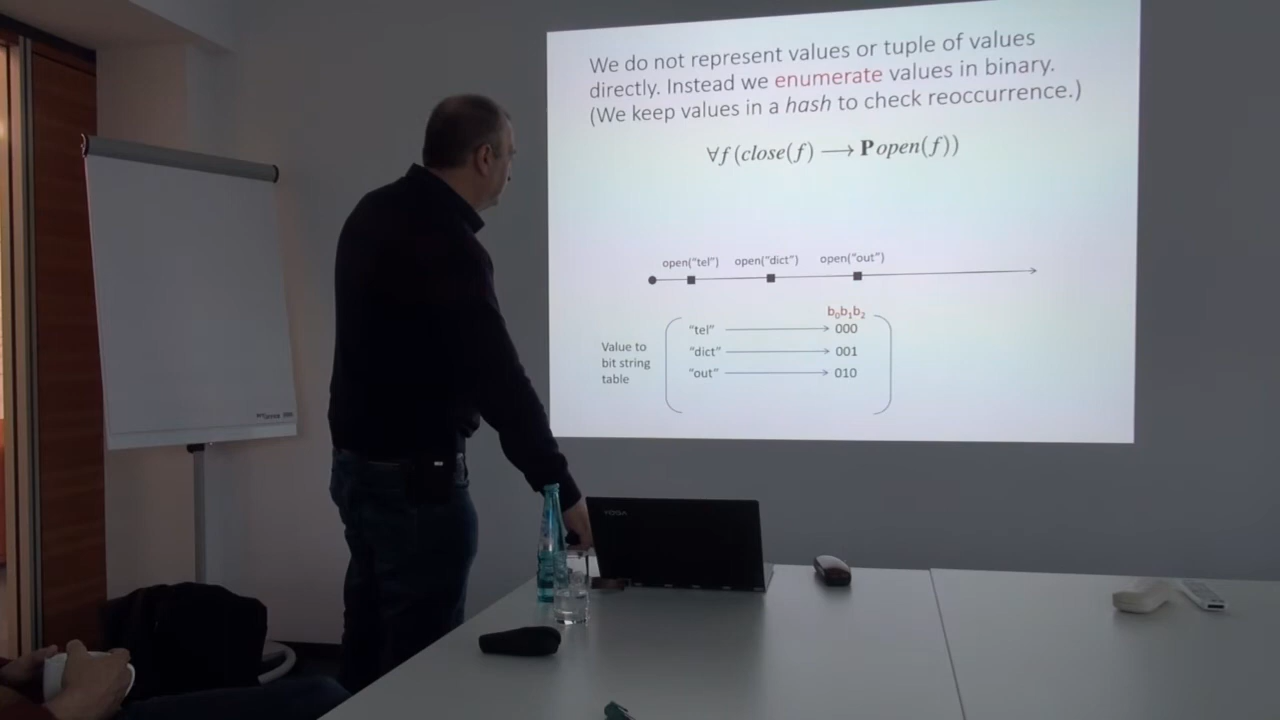 We do not represent values or tuple of values
directly. Instead we enumerate values in binary.
(We keep values in a hash to check reoccurrence.)
∀f (close(f) ⟶ P open(f))
open("tel") open("dict") open("out")
b₀b₁b₂
"tel" 000
"dict" 001
"out" 010
Value to
bit string
table
YOGA